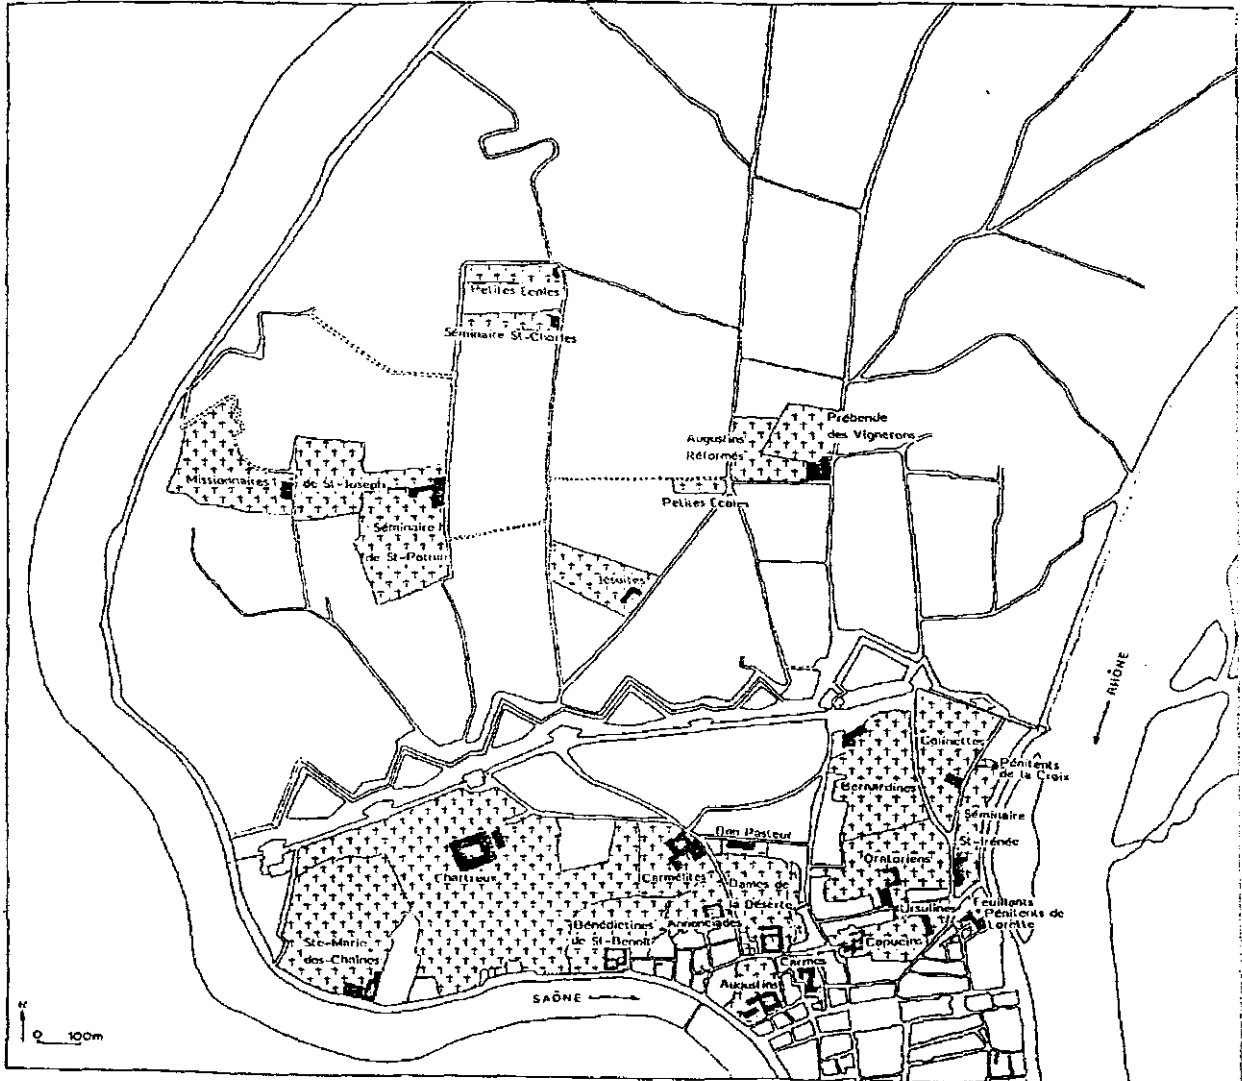 Petites Ecoles
Séminaire St-Charles
Prébende
des Vignerons
Augustins
Réformés
Petites Ecoles
Missionnaires
de St-Joseph
Séminaire
de St-Pothin
Jésuites
RHÔNE
Colinettes
Pénitents
de la Croix
Bernardines
Séminaire
St-Irénée
Bon Pasteur
Oratoriens
Chartreux
Carmélites
Dames de
la Déserte
Ursulines
Feuillants
Pénitents de
Lorette
Bénédictines
de St-Benoît
Annonciades
Capucins
Ste-Marie
des-Chaînes
Carmes
Augustins
SAÔNE
N
0 100m